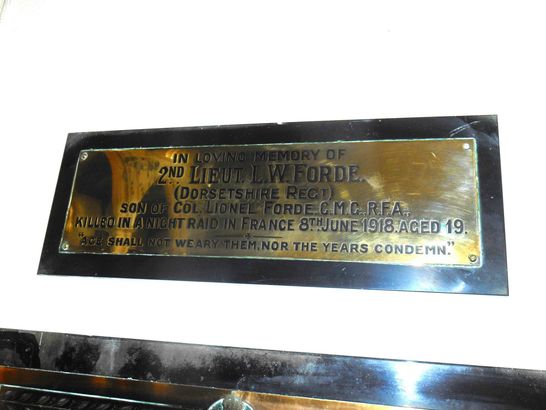 IN LOVING MEMORY OF
2ND LIEUT. L.W. FORDE.
(DORSETSHIRE REGT)
SON OF COL. LIONEL FORDE. C.M.G., R.F.A.,
KILLED IN A NIGHT RAID IN FRANCE 8TH JUNE 1918. AGED 19.
"AGE SHALL NOT WEARY THEM, NOR THE YEARS CONDEMN."